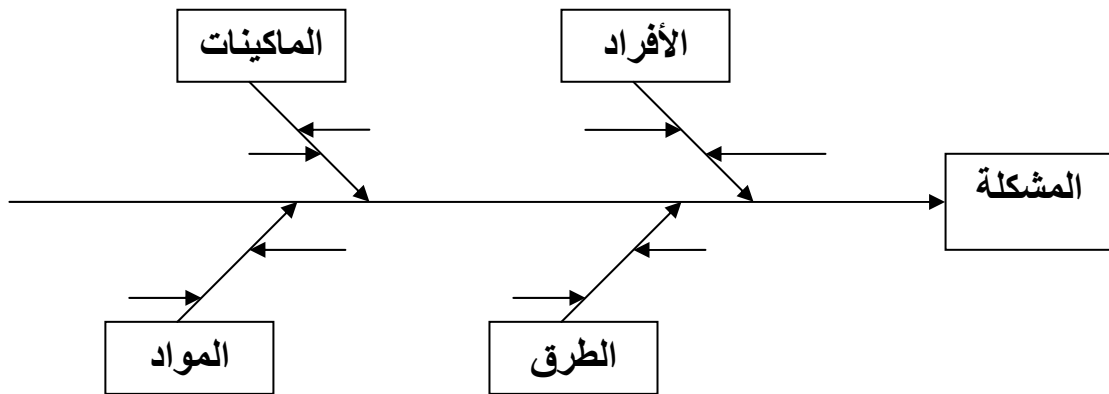 الأفراد
الماكينات
المشكلة
الطرق
المواد